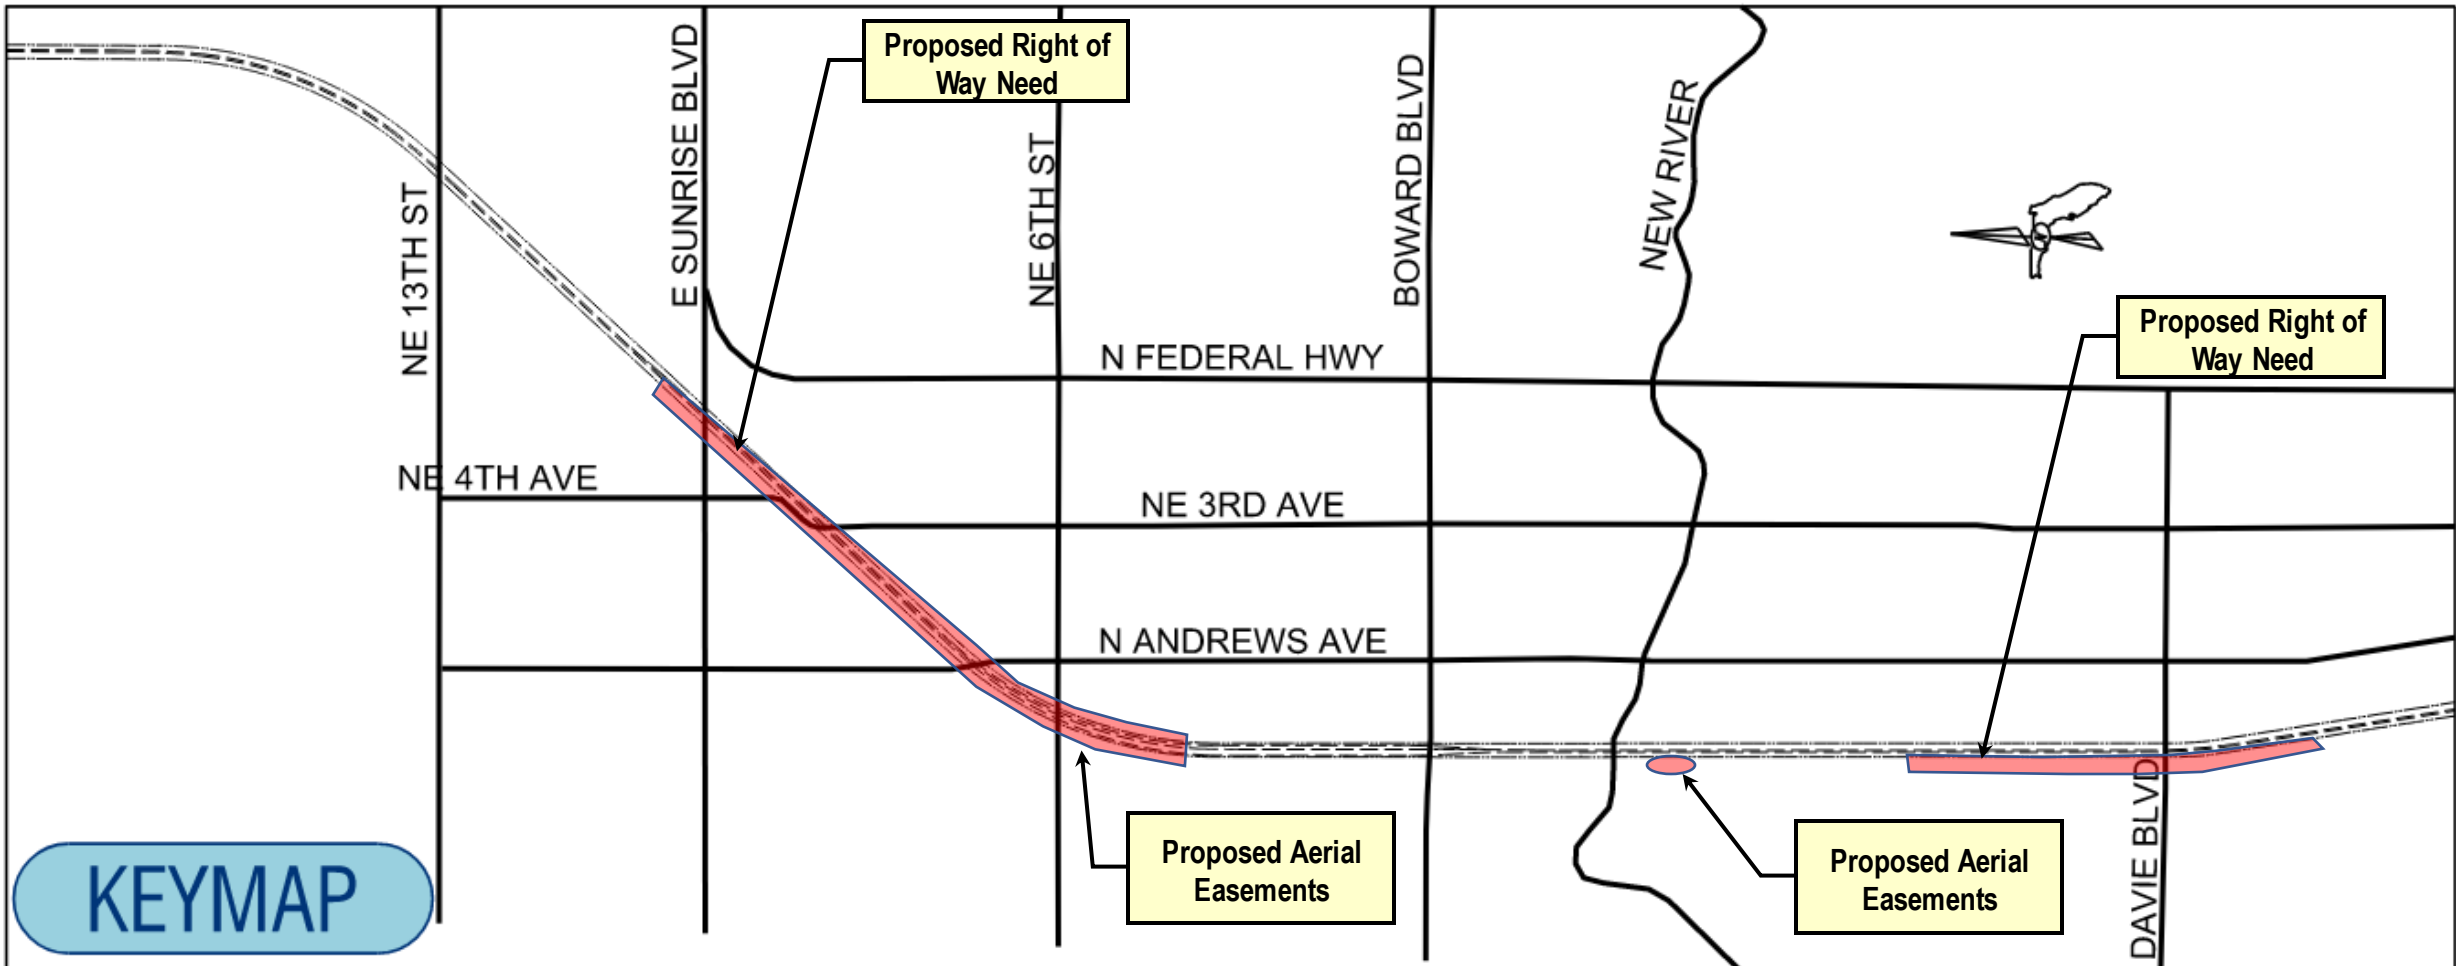 Proposed Right of
Way Need
E SUNRISE BLVD
NE 6TH ST
BOWARD BLVD
NEW RIVER
NE 13TH ST
Proposed Right of
Way Need
N FEDERAL HWY
NE 4TH AVE
NE 3RD AVE
N ANDREWS AVE
DAVIE BLVD
Proposed Aerial
Easements
Proposed Aerial
Easements
KEYMAP